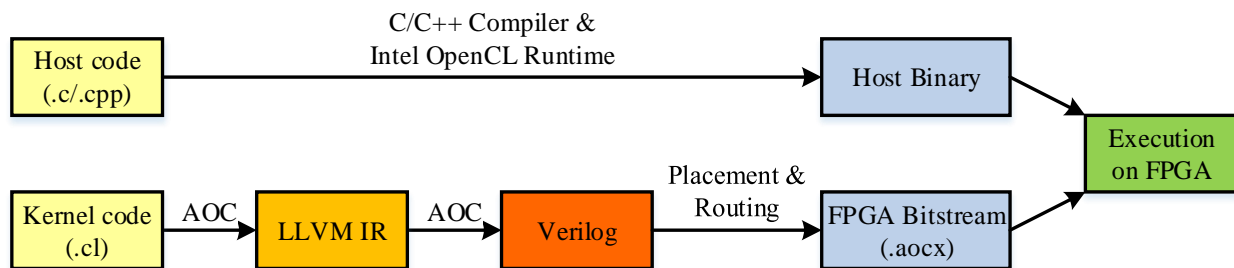 C/C++ Compiler &
Intel OpenCL Runtime
Host code
(.c/.cpp)
Host Binary
Execution
on FPGA
Kernel code
(.cl)
AOC
LLVM IR
AOC
Verilog
Placement &
Routing
FPGA Bitstream
(.aocx)